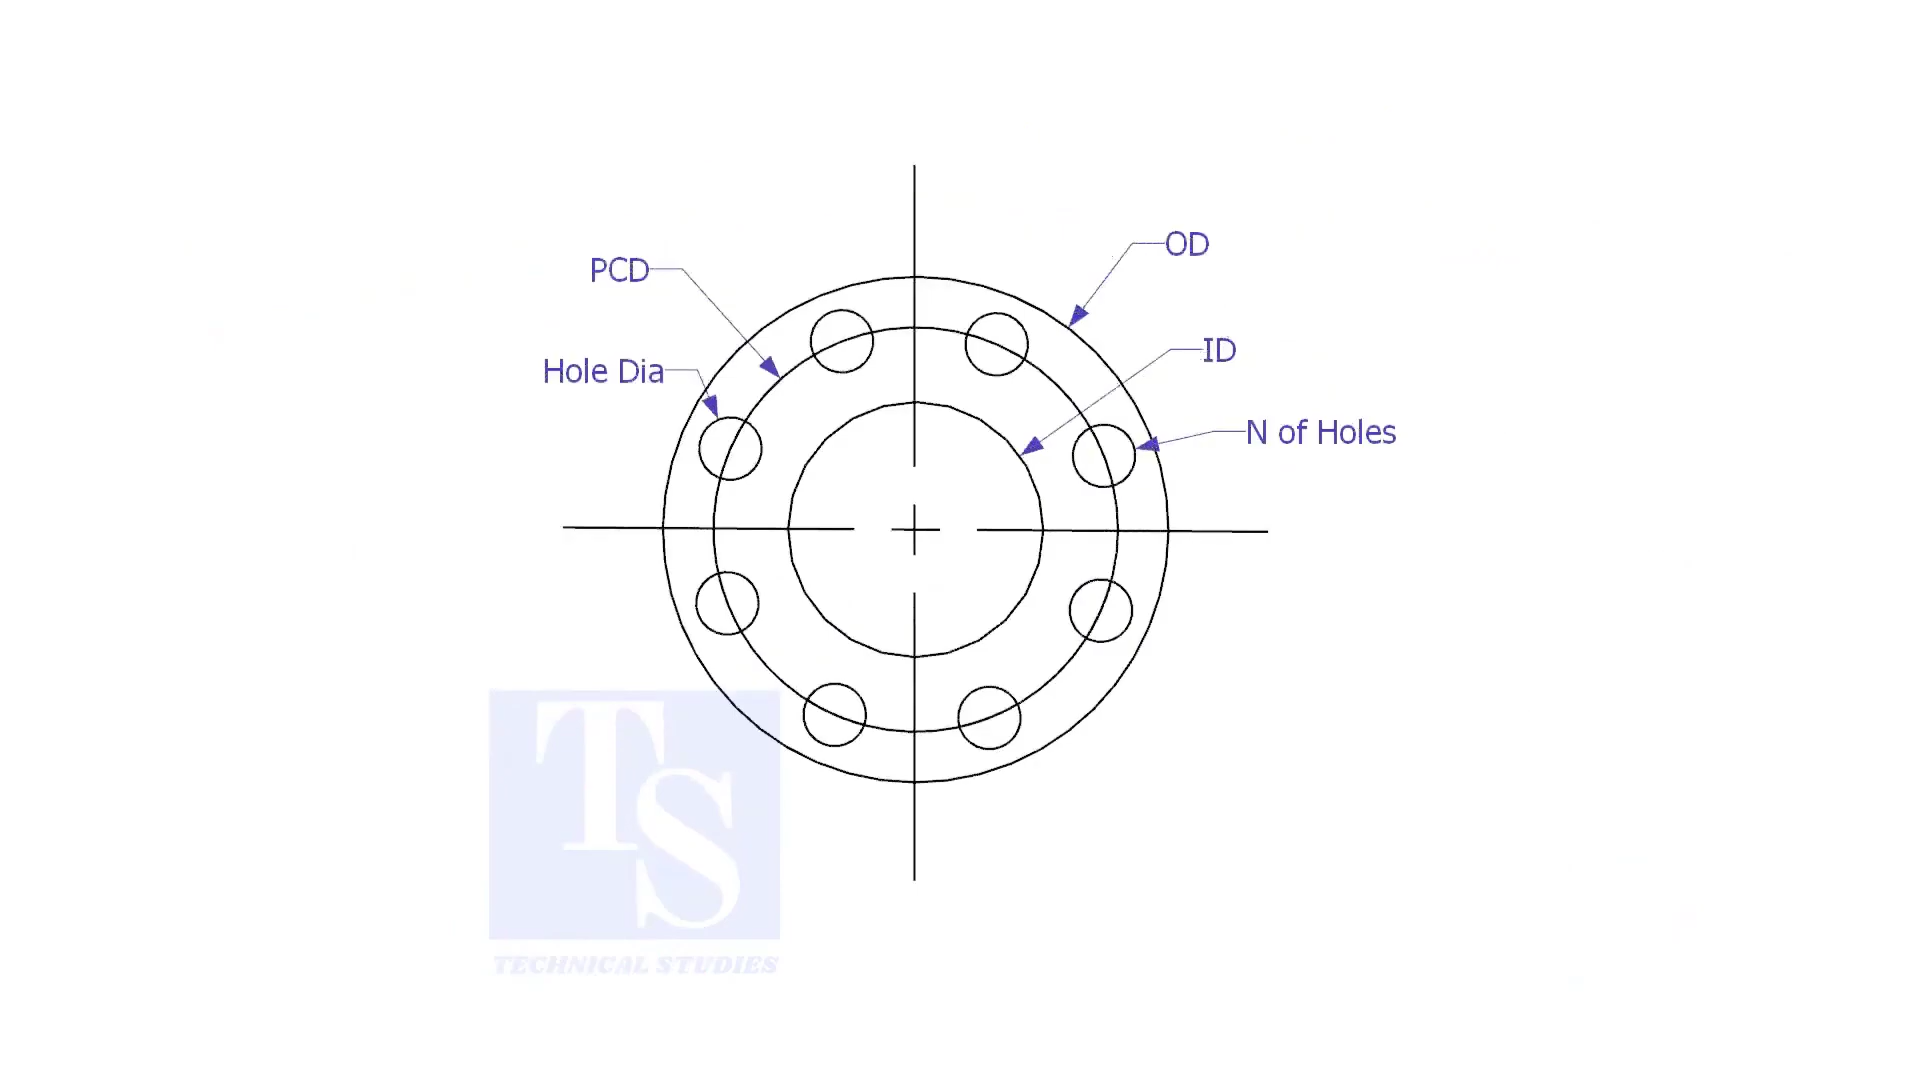 OD
PCD
ID
Hole Dia
N of Holes
TS
TECHNICAL STUDIES